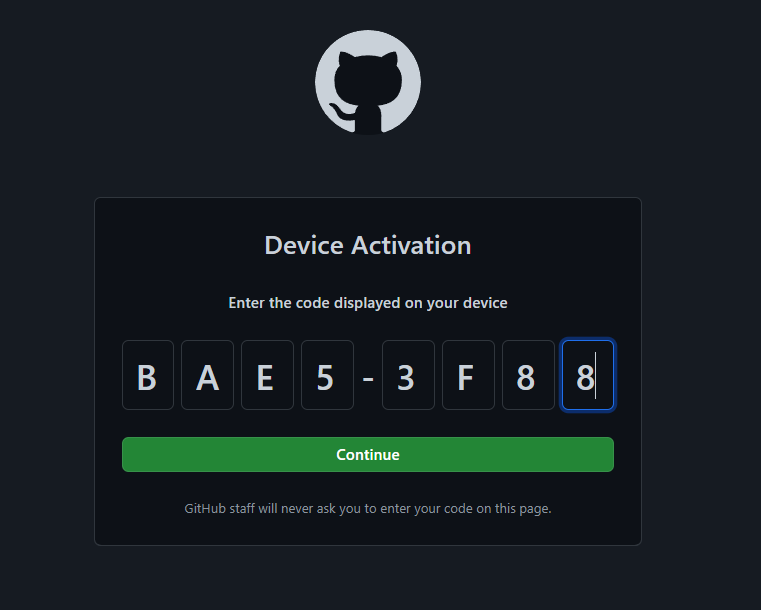 Device Activation
Enter the code displayed on your device
B A E 5 - 3 F 8 8
Continue
GitHub staff will never ask you to enter your code on this page.